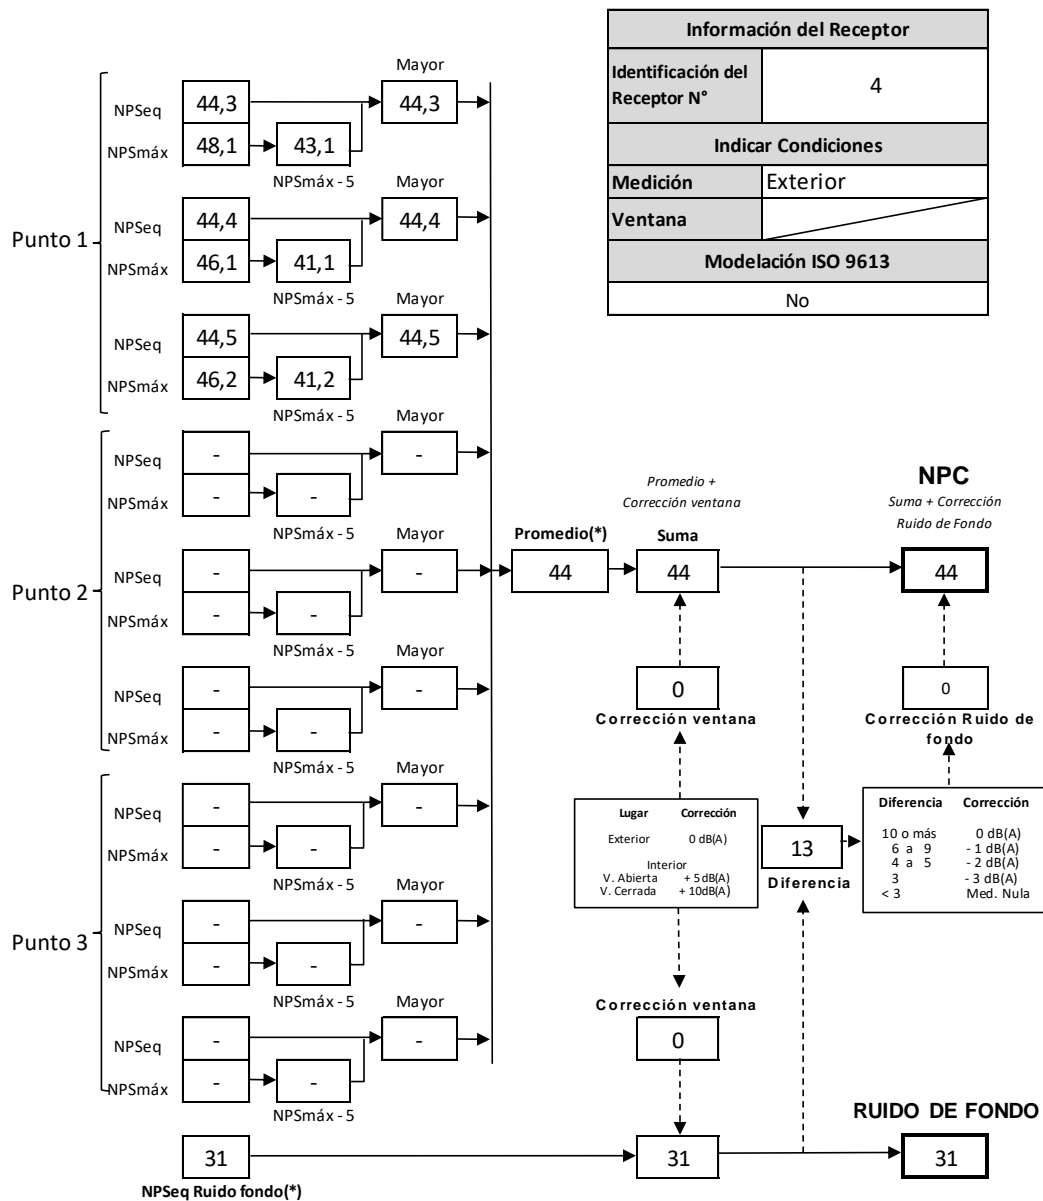 Información del Receptor
Identificación del Receptor N°
4
Indicar Condiciones
Medición
Exterior
Ventana
Modelación ISO 9613
No
Punto 1
Mayor
NPSeq
44,3
44,3
NPSmáx
48,1
43,1
NPSmáx - 5
Mayor
NPSeq
44,4
44,4
NPSmáx
46,1
41,1
NPSmáx - 5
Mayor
NPSeq
44,5
44,5
NPSmáx
46,2
41,2
NPSmáx - 5
Punto 2
Mayor
NPSeq
-
-
NPSmáx
-
-
NPSmáx - 5
Mayor
NPSeq
-
-
NPSmáx
-
-
NPSmáx - 5
Mayor
NPSeq
-
-
NPSmáx
-
-
NPSmáx - 5
Punto 3
Mayor
NPSeq
-
-
NPSmáx
-
-
NPSmáx - 5
Mayor
NPSeq
-
-
NPSmáx
-
-
NPSmáx - 5
Mayor
NPSeq
-
-
NPSmáx
-
-
NPSmáx - 5
Promedio(*)
44
Promedio +
Corrección ventana
Suma
44
NPC
Suma + Corrección
Ruido de Fondo
44
0
Corrección ventana
0
Corrección Ruido de
fondo
Lugar Corrección
Exterior 0 dB(A)
Interior
V. Abierta + 5 dB(A)
V. Cerrada + 10dB(A)
13
Diferencia
Diferencia Corrección
10 o más 0 dB(A)
6 a 9 - 1 dB(A)
4 a 5 - 2 dB(A)
3 - 3 dB(A)
< 3 Med. Nula
Corrección ventana
0
RUIDO DE FONDO
31
31
31
NPSeq Ruido fondo(*)